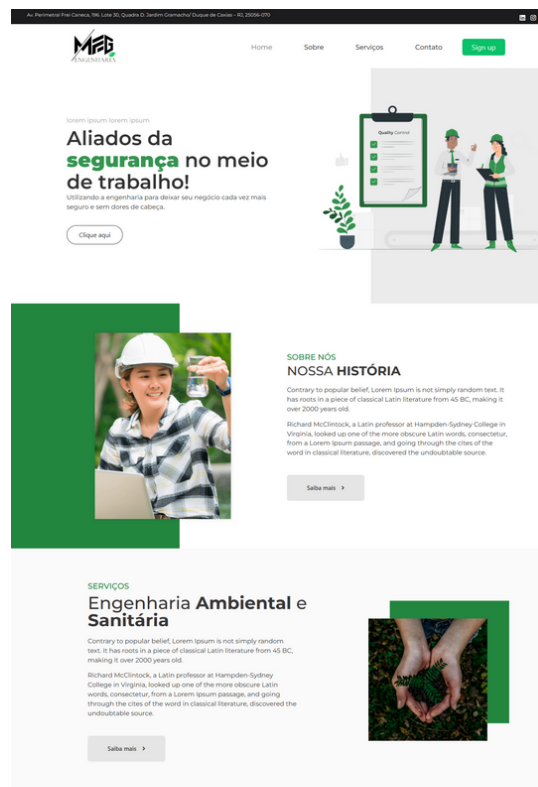 Av. Perimetral Frei Caneca, 196. Lote 30, Quadra D. Jardim Gramacho/ Duque de Caxias – RJ, 25056-070
MFG
ENGENHARIA
Home Sobre Serviços Contato Sign up
lorem ipsum lorem ipsum
Aliados da
segurança no meio
de trabalho!
Utilizando a engenharia para deixar seu negócio cada vez mais
seguro e sem dores de cabeça.
Clique aqui
Quality Control
SOBRE NÓS
NOSSA HISTÓRIA
Contrary to popular belief, Lorem Ipsum is not simply random text. It
has roots in a piece of classical Latin literature from 45 BC, making it
over 2000 years old.
Richard McClintock, a Latin professor at Hampden-Sydney College in
Virginia, looked up one of the more obscure Latin words, consectetur,
from a Lorem Ipsum passage, and going through the cites of the
word in classical literature, discovered the undoubtable source.
Saiba mais >
SERVIÇOS
Engenharia Ambiental e
Sanitária
Contrary to popular belief, Lorem Ipsum is not simply random
text. It has roots in a piece of classical Latin literature from 45 BC,
making it over 2000 years old.
Richard McClintock, a Latin professor at Hampden-Sydney
College in Virginia, looked up one of the more obscure Latin
words, consectetur, from a Lorem Ipsum passage, and going
through the cites of the word in classical literature, discovered the
undoubtable source.
Saiba mais >